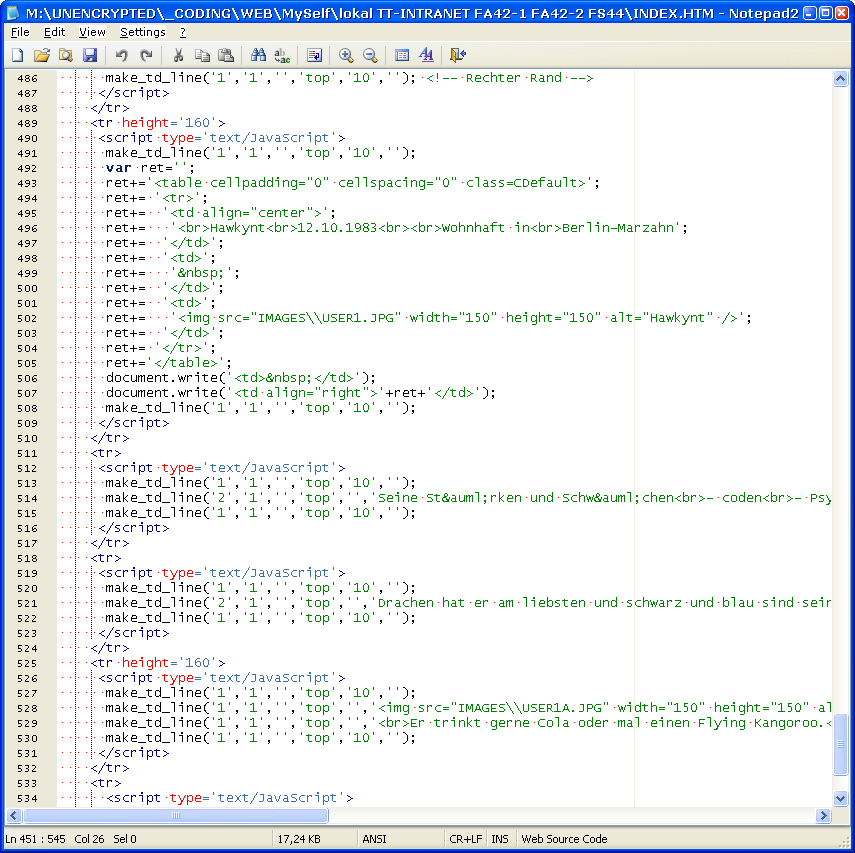 M:\UNENCRYPTED\_CODING\WEB\MySelf\lokal TT-INTRANET FA42-1 FA42-2 FS44\INDEX.HTM - Notepad2
File Edit View Settings ?
486 make_td_line('1','1','','top','10',''); <!-- Rechter Rand -->
487 </script>
488 </tr>
489 <tr height='160'>
490 <script type='text/JavaScript'>
491 make_td_line('1','1','','top','10','');
492 var ret='';
493 ret+='<table cellpadding="0" cellspacing="0" class=CDefault>';
494 ret+= '<tr>';
495 ret+= '<td align="center">';
496 ret+= '<br>Hawkynt<br>12.10.1983<br><br>Wohnhaft in<br>Berlin-Marzahn';
497 ret+= '</td>';
498 ret+= '<td>';
499 ret+= '&nbsp;';
500 ret+= '</td>';
501 ret+= '<td>';
502 ret+= '<img src="IMAGES\\USER1.JPG" width="150" height="150" alt="Hawkynt" />';
503 ret+= '</td>';
504 ret+= '</tr>';
505 ret+='</table>';
506 document.write('<td>&nbsp;</td>');
507 document.write('<td align="right">'+ret+'</td>');
508 make_td_line('1','1','','top','10','');
509 </script>
510 </tr>
511 <tr>
512 <script type='text/JavaScript'>
513 make_td_line('1','1','','top','10','');
514 make_td_line('2','1','','top','','Seine St&auml;rken und Schw&auml;chen<br>- coden<br>- Psy
515 make_td_line('1','1','','top','10','');
516 </script>
517 </tr>
518 <tr>
519 <script type='text/JavaScript'>
520 make_td_line('1','1','','top','10','');
521 make_td_line('2','1','','top','','Drachen hat er am liebsten und schwarz und blau sind sein
522 make_td_line('1','1','','top','10','');
523 </script>
524 </tr>
525 <tr height='160'>
526 <script type='text/JavaScript'>
527 make_td_line('1','1','','top','10','');
528 make_td_line('1','1','','top','','<img src="IMAGES\\USER1A.JPG" width="150" height="150" al
529 make_td_line('1','1','','top','','<br>Er trinkt gerne Cola oder mal einen Flying Kangoroo.<
530 make_td_line('1','1','','top','10','');
531 </script>
532 </tr>
533 <tr>
534 <script type='text/JavaScript'>
Ln 451 : 545 Col 26 Sel 0 17,24 KB ANSI CR+LF INS Web Source Code